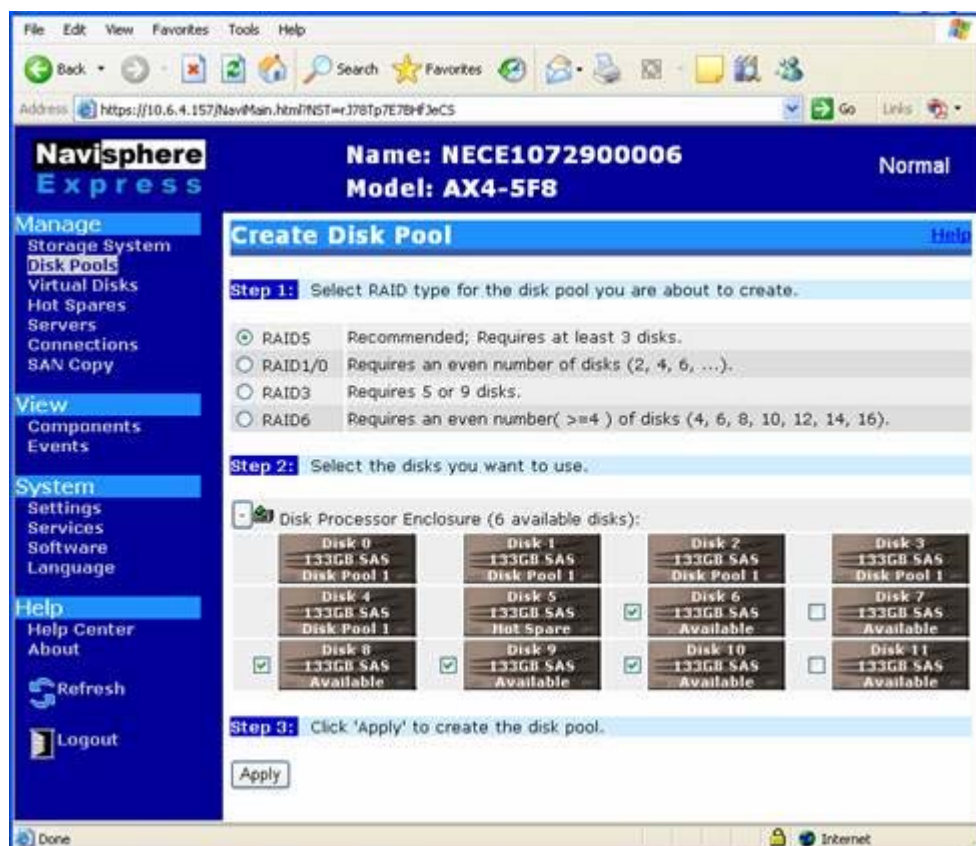 File Edit View Favorites Tools Help
Back Search Favorites
Address https://10.6.4.157/NaviMain.html?NST=rJ78Tp7E7BHFJeCS Go Links
Navisphere
Express
Name: NECE1072900006
Model: AX4-5F8
Normal
Manage
Storage System
Disk Pools
Virtual Disks
Hot Spares
Servers
Connections
SAN Copy
View
Components
Events
System
Settings
Services
Software
Language
Help
Help Center
About
Refresh
Logout
Create Disk Pool Help
Step 1: Select RAID type for the disk pool you are about to create.
RAID5 Recommended; Requires at least 3 disks.
RAID1/0 Requires an even number of disks (2, 4, 6, ...).
RAID3 Requires 5 or 9 disks.
RAID6 Requires an even number( >=4 ) of disks (4, 6, 8, 10, 12, 14, 16).
Step 2: Select the disks you want to use.
- Disk Processor Enclosure (6 available disks):
Disk 0 Disk 1 Disk 2 Disk 3
133GB SAS 133GB SAS 133GB SAS 133GB SAS
Disk Pool 1 Disk Pool 1 Disk Pool 1 Disk Pool 1
Disk 4 Disk 5 Disk 6 Disk 7
133GB SAS 133GB SAS 133GB SAS 133GB SAS
Disk Pool 1 Hot Spare Available Available
Disk 8 Disk 9 Disk 10 Disk 11
133GB SAS 133GB SAS 133GB SAS 133GB SAS
Available Available Available Available
Step 3: Click 'Apply' to create the disk pool.
Apply
Done Internet